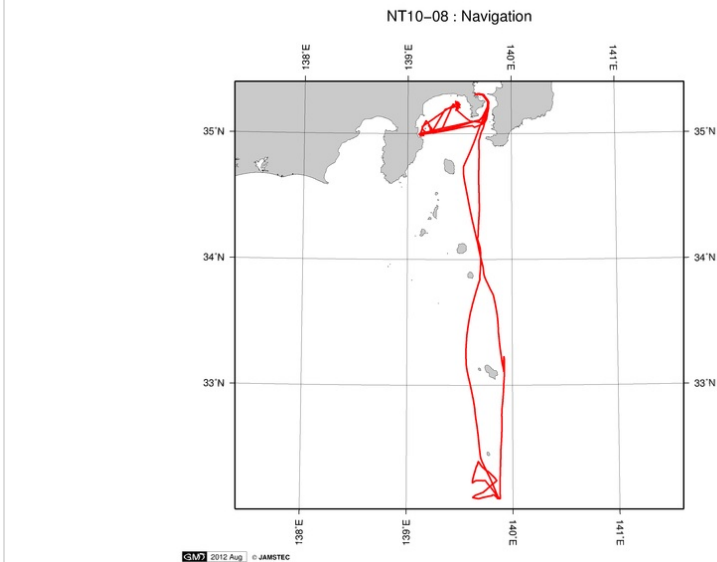 NT10−08 : Navigation
138°E 139°E 140°E 141°E
35°N 35°N
34°N 34°N
33°N 33°N
138°E 139°E 140°E 141°E
GMT 2012 Aug © JAMSTEC